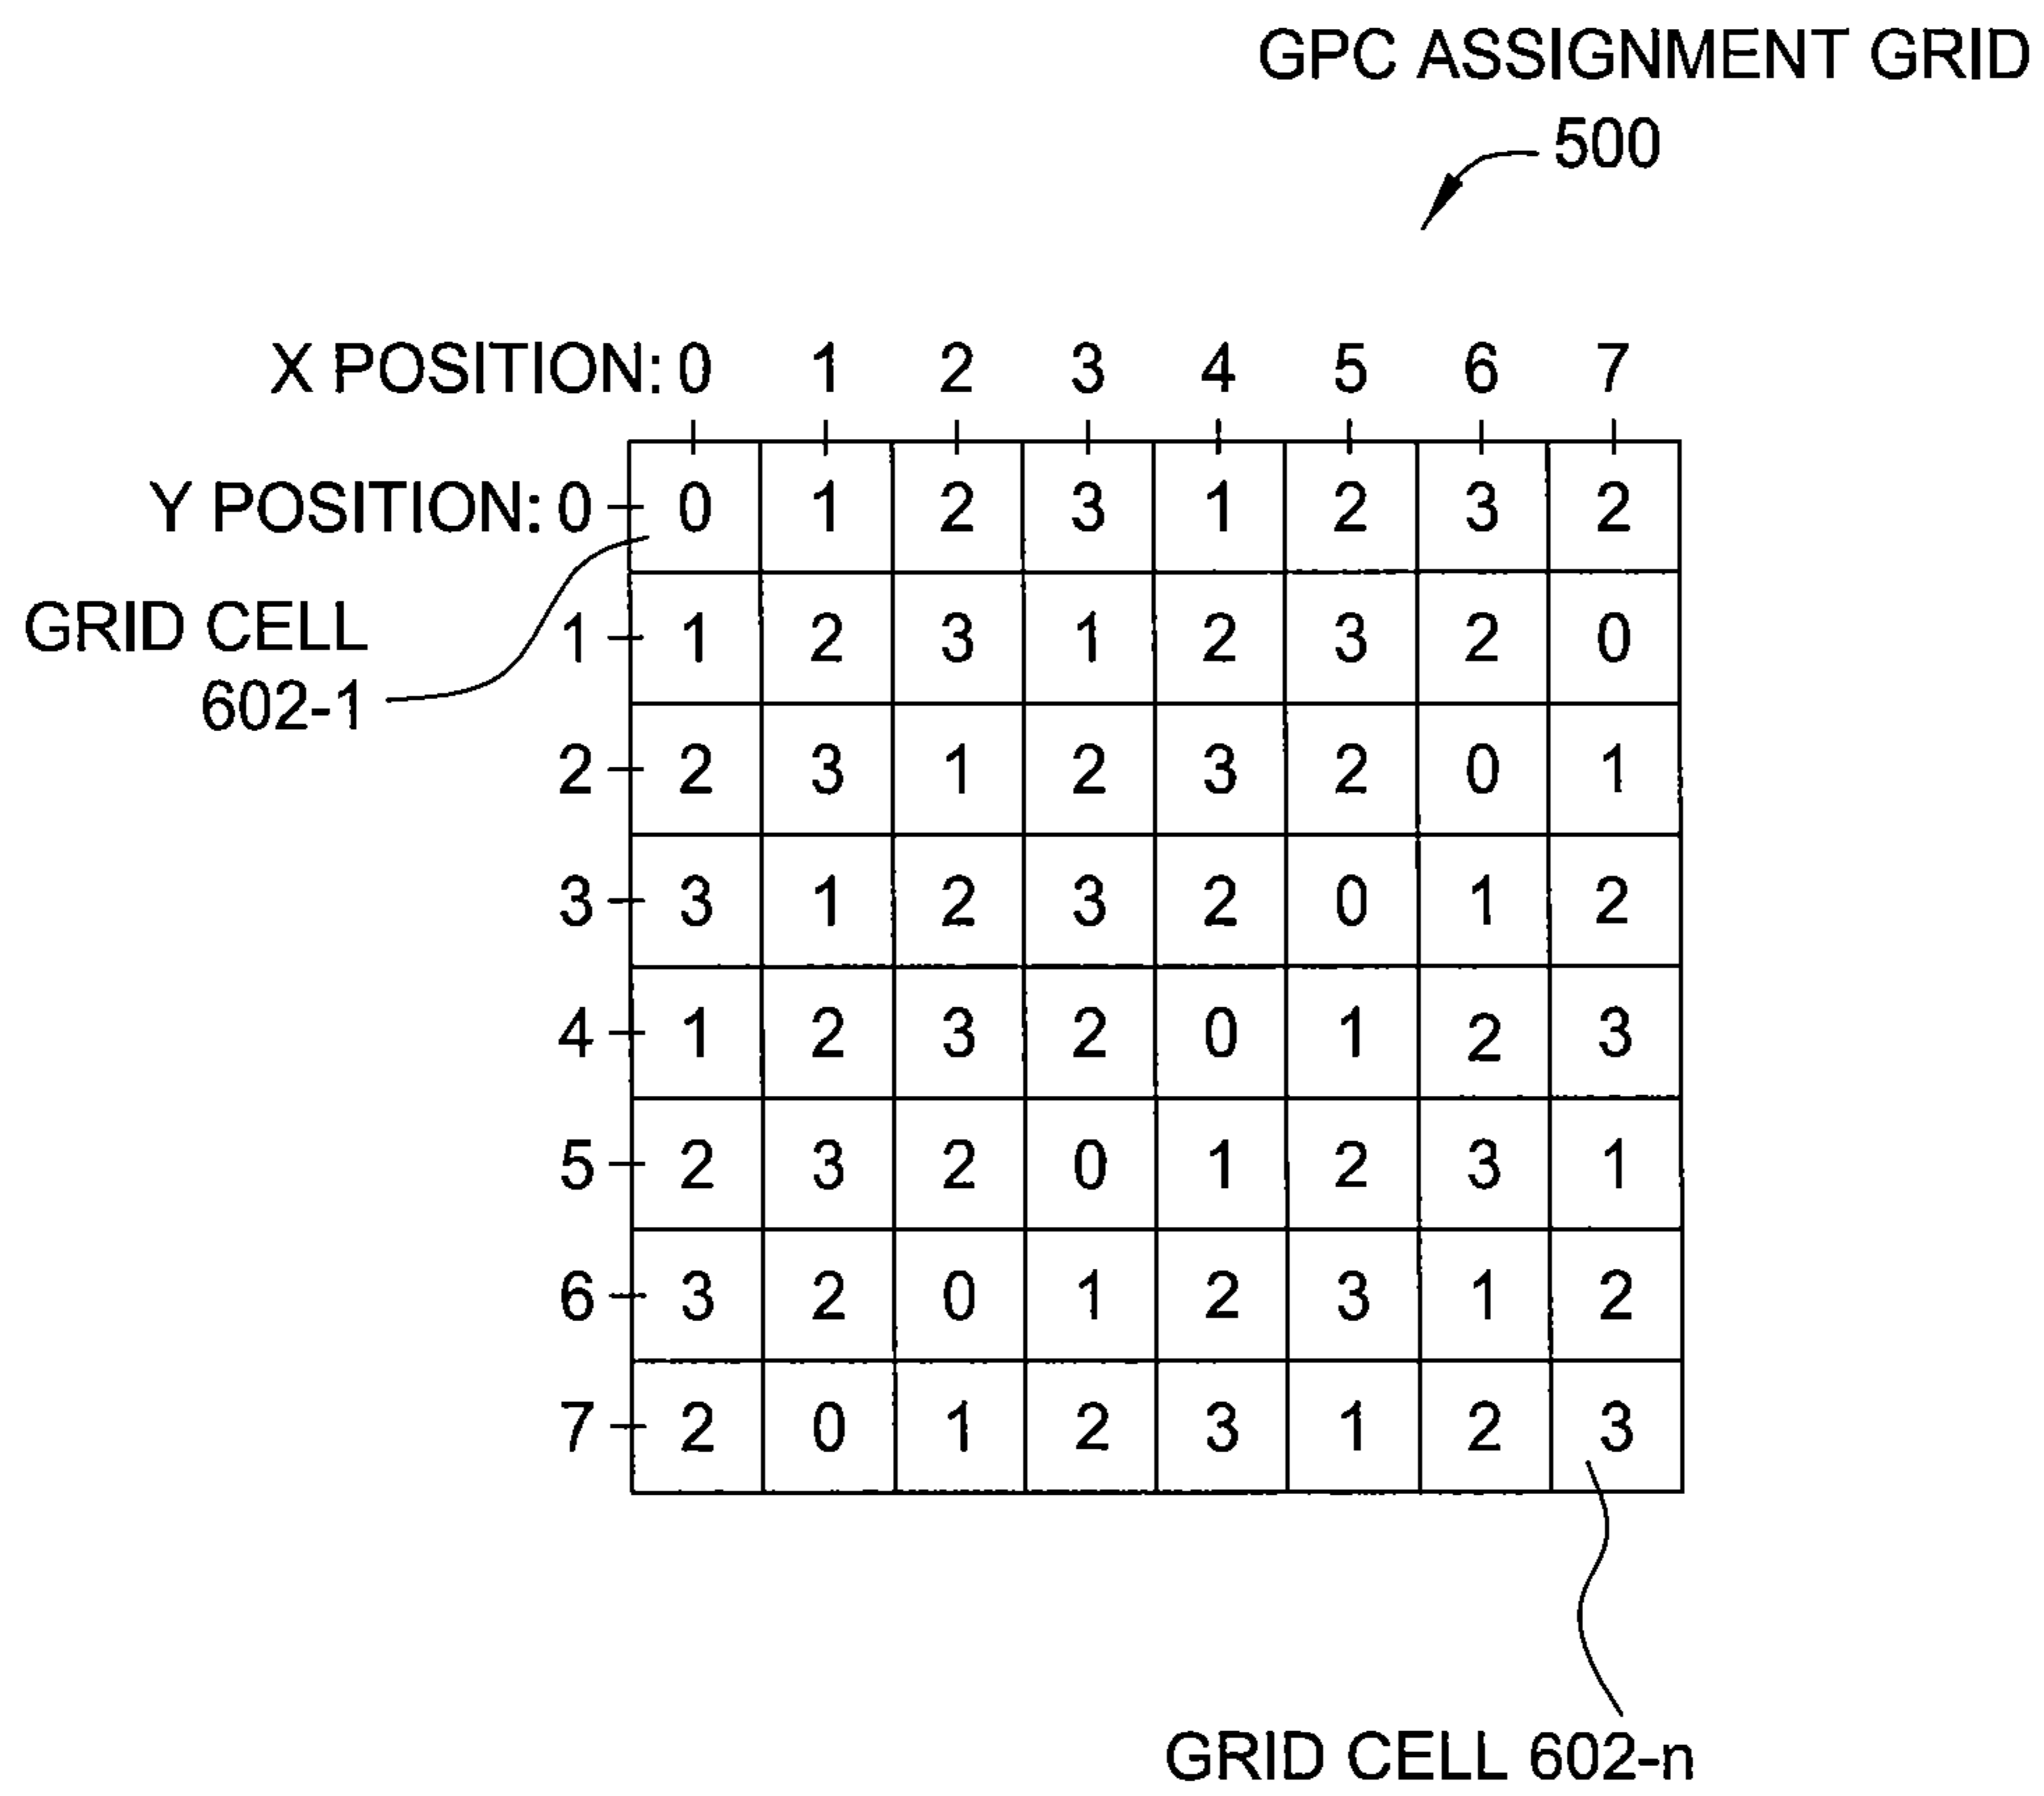 GPC ASSIGNMENT GRID
500
X POSITION: 0 1 2 3 4 5 6 7
Y POSITION: 0 0 1 2 3 1 2 3 2
GRID CELL
602-1
1 1 2 3 1 2 3 2 0
2 2 3 1 2 3 2 0 1
3 3 1 2 3 2 0 1 2
4 1 2 3 2 0 1 2 3
5 2 3 2 0 1 2 3 1
6 3 2 0 1 2 3 1 2
7 2 0 1 2 3 1 2 3
GRID CELL 602-n